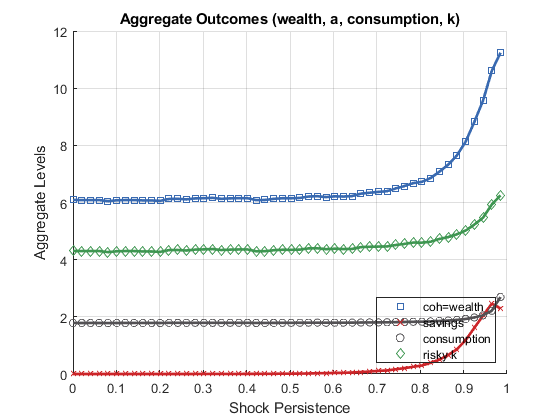 Aggregate Outcomes (wealth, a, consumption, k)
12
10
8
6
4
2
0
Aggregate Levels
coh=wealth
savings
consumption
risky k
0 0.1 0.2 0.3 0.4 0.5 0.6 0.7 0.8 0.9 1
Shock Persistence